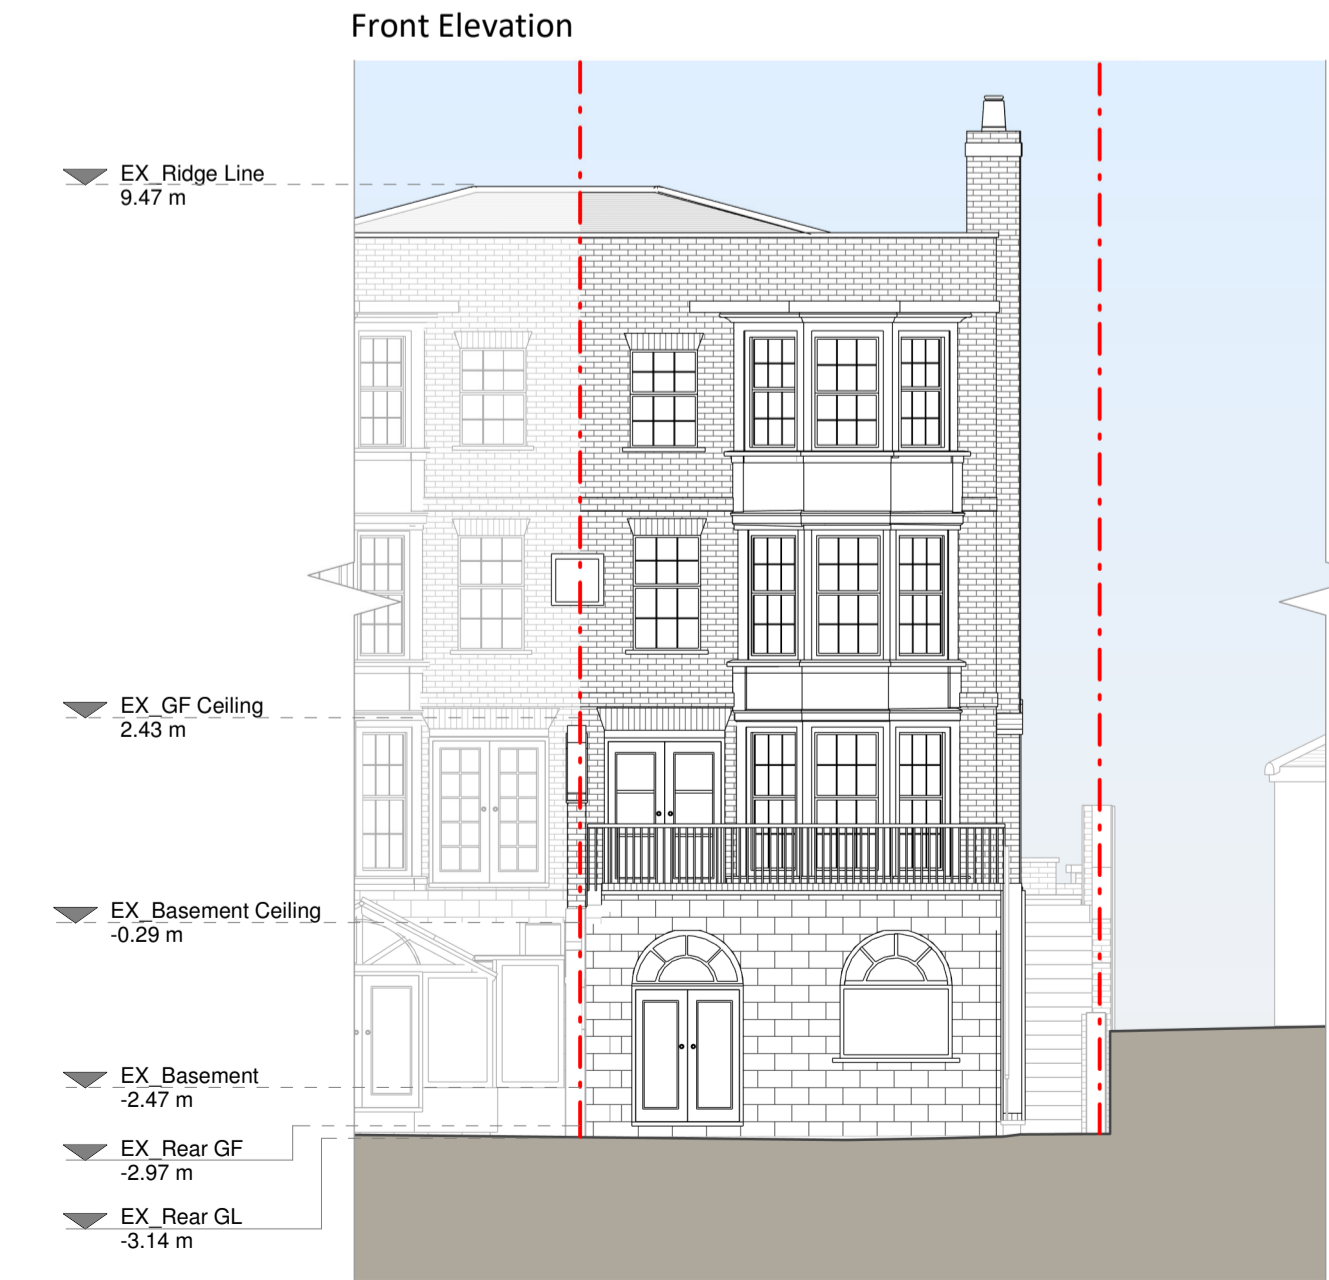 Front Elevation
EX_Ridge Line
9.47 m
EX_GF Ceiling
2.43 m
EX_Basement Ceiling
-0.29 m
EX_Basement
-2.47 m
EX_Rear GF
-2.97 m
EX_Rear GL
-3.14 m